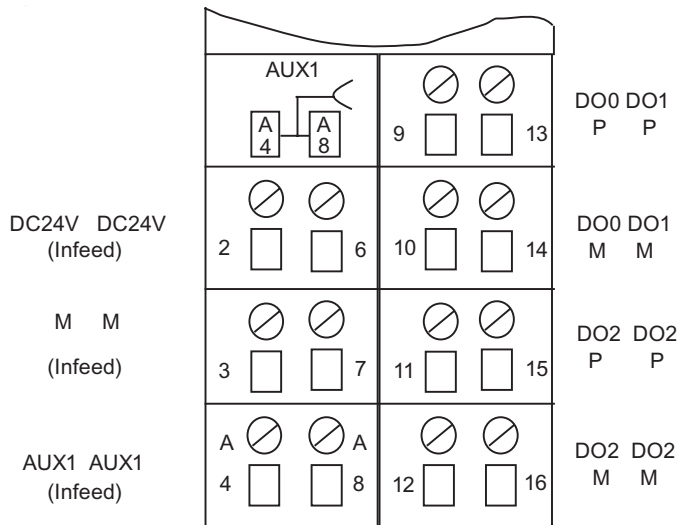 AUX1
A
4
A
8
9
13
DO0 DO1
P P
DC24V DC24V
(Infeed)
2
6
10
14
DO0 DO1
M M
M M
(Infeed)
3
7
11
15
DO2 DO2
P P
AUX1 AUX1
(Infeed)
A
4
A
8
12
16
DO2 DO2
M M